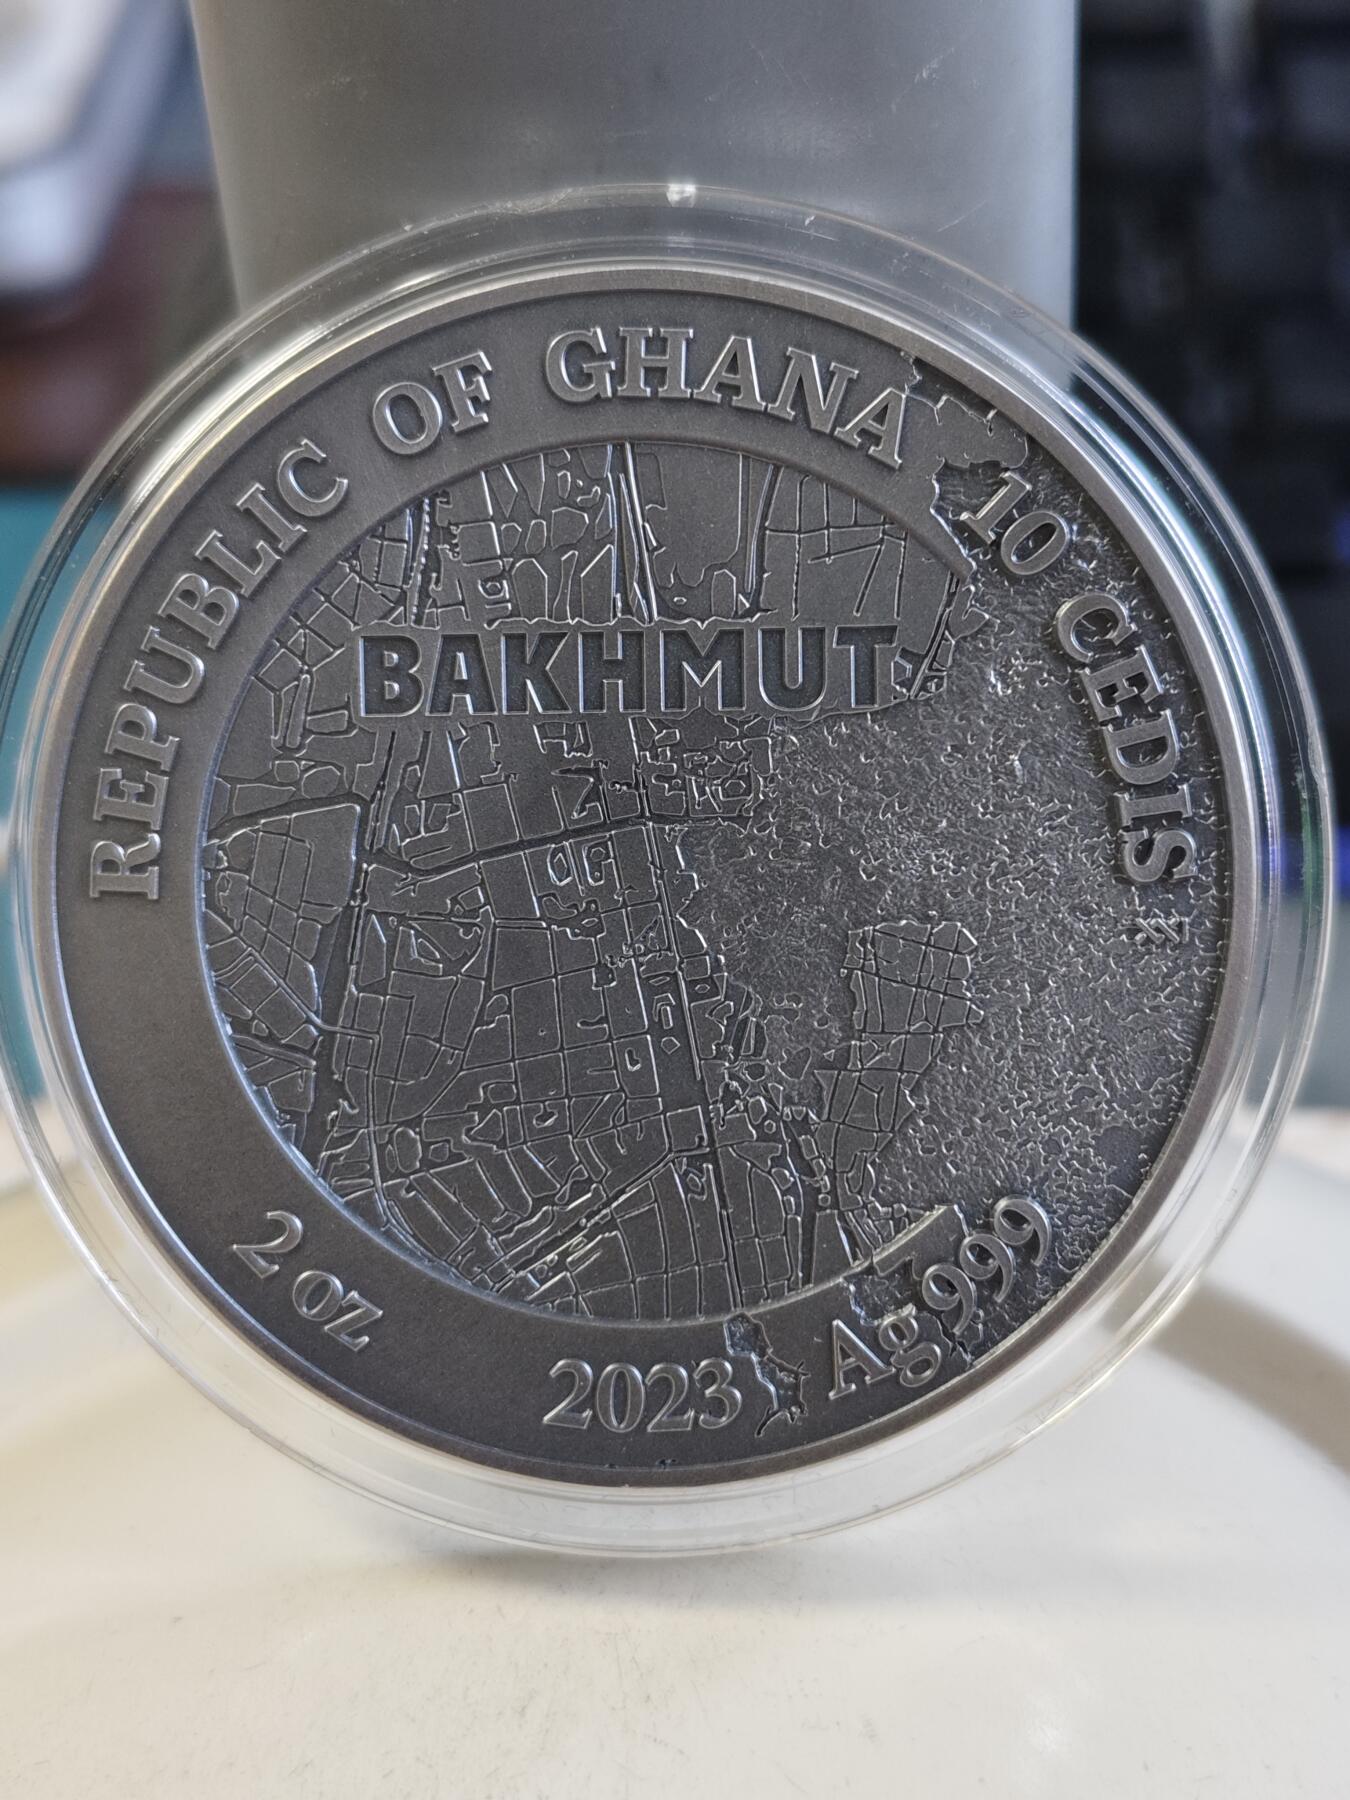 REPUBLIC OF GHANA
10 CEDIS
BAKHMUT
2 oz
2023
Ag 999